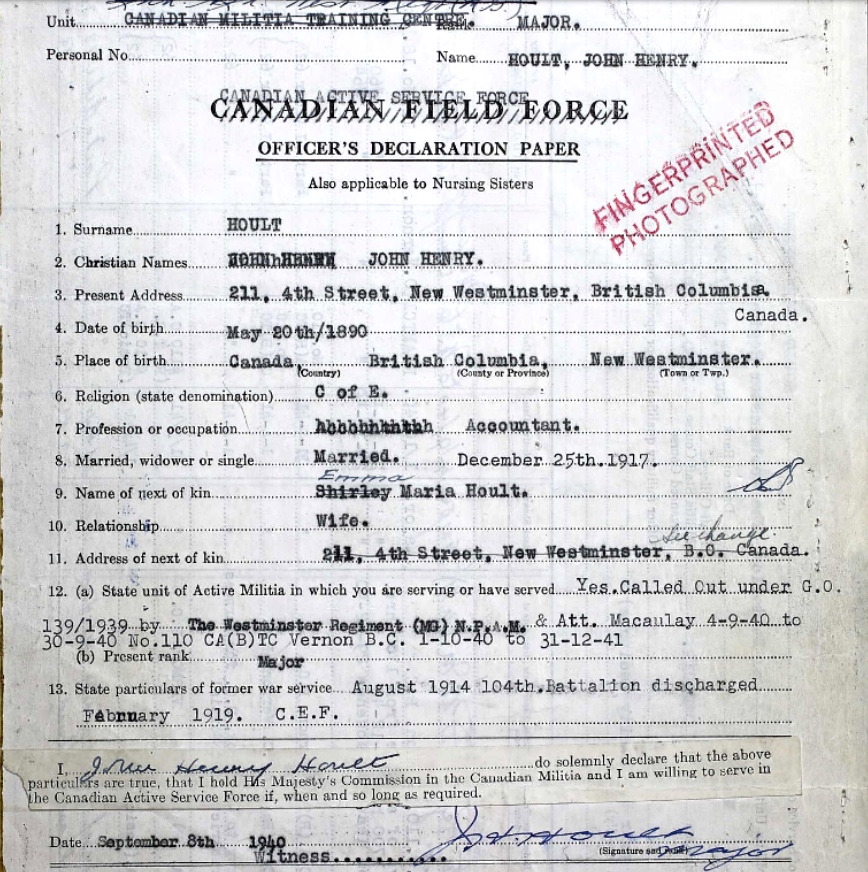 Unit CANADIAN MILITIA TRAINING CENTRE. Rank MAJOR.
Personal No. Name HOULT, JOHN HENRY.
CANADIAN ACTIVE SERVICE FORCE
CANADIAN FIELD FORCE
OFFICER'S DECLARATION PAPER
Also applicable to Nursing Sisters
FINGERPRINTED
PHOTOGRAPHED
1. Surname HOULT
2. Christian Names JOHN HENRY JOHN HENRY.
3. Present Address 211, 4th Street, New Westminster, British Columbia,
Canada.
4. Date of birth May 20th/1890
5. Place of birth Canada, British Columbia, New Westminster.
(Country) (County or Province) (Town or Twp.)
6. Religion (state denomination) C of E.
7. Profession or occupation Accountant.
8. Married, widower or single Married. December 25th.1917.
Emma
9. Name of next of kin Shirley Maria Hoult.
10. Relationship Wife.
See change.
11. Address of next of kin 211, 4th Street, New Westminster, B.C. Canada.
12. (a) State unit of Active Militia in which you are serving or have served Yes.Called Out under G.O.
139/1939 by The Westminster Regiment (MG) N.P.A.M. & Att. Macaulay 4-9-40 to
30-9-40 No.110 CA(B)TC Vernon B.C. 1-10-40 to 31-12-41
(b) Present rank Major
13. State particulars of former war service August 1914 104th.Battalion discharged
February 1919. C.E.F.
I, John Henry Hoult do solemnly declare that the above
particulars are true, that I hold His Majesty's Commission in the Canadian Militia and I am willing to serve in
the Canadian Active Service Force if, when and so long as required.
Date September 8th 1940 J H Hoult Major
Witness (Signature and Rank)